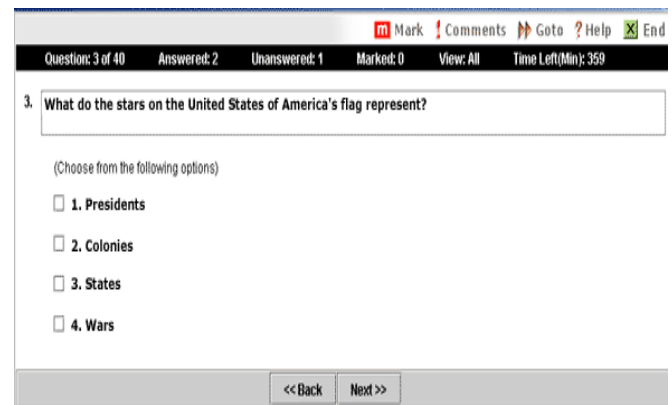 m Mark ! Comments Goto ? Help X End
Question: 3 of 40 Answered: 2 Unanswered: 1 Marked: 0 View: All Time Left(Min): 359
3. What do the stars on the United States of America's flag represent?
(Choose from the following options)
1. Presidents
2. Colonies
3. States
4. Wars
<< Back Next >>